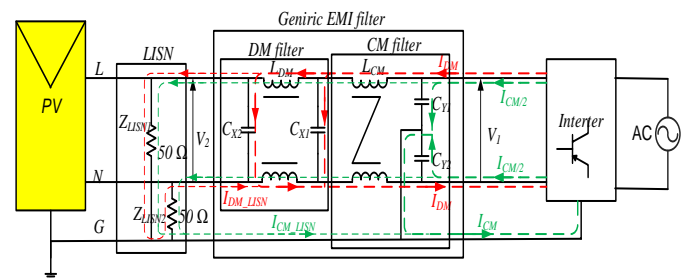 Geniric EMI filter
LISN
DM filter
CM filter
L
L_DM
L_CM
I_DM
I_CM/2
PV
Z_LISN1
50 Ω
V_2
C_X2
C_X1
C_Y1
C_Y2
V_1
Interter
AC
I_CM/2
N
Z_LISN2
50 Ω
I_DM_LISN
I_DM
G
I_CM_LISN
I_CM